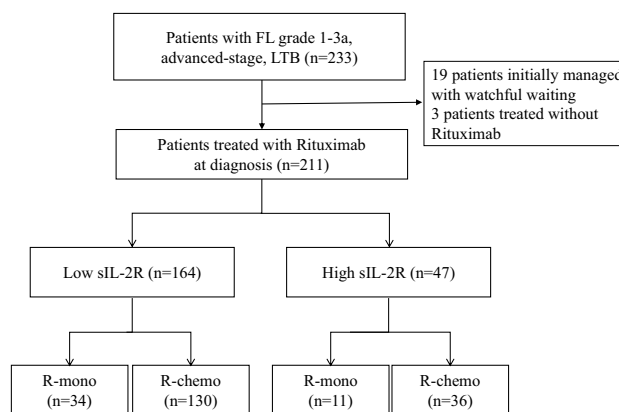 Patients with FL grade 1-3a,
advanced-stage, LTB (n=233)
19 patients initially managed
with watchful waiting
3 patients treated without
Rituximab
Patients treated with Rituximab
at diagnosis (n=211)
Low sIL-2R (n=164)
High sIL-2R (n=47)
R-mono
(n=34)
R-chemo
(n=130)
R-mono
(n=11)
R-chemo
(n=36)